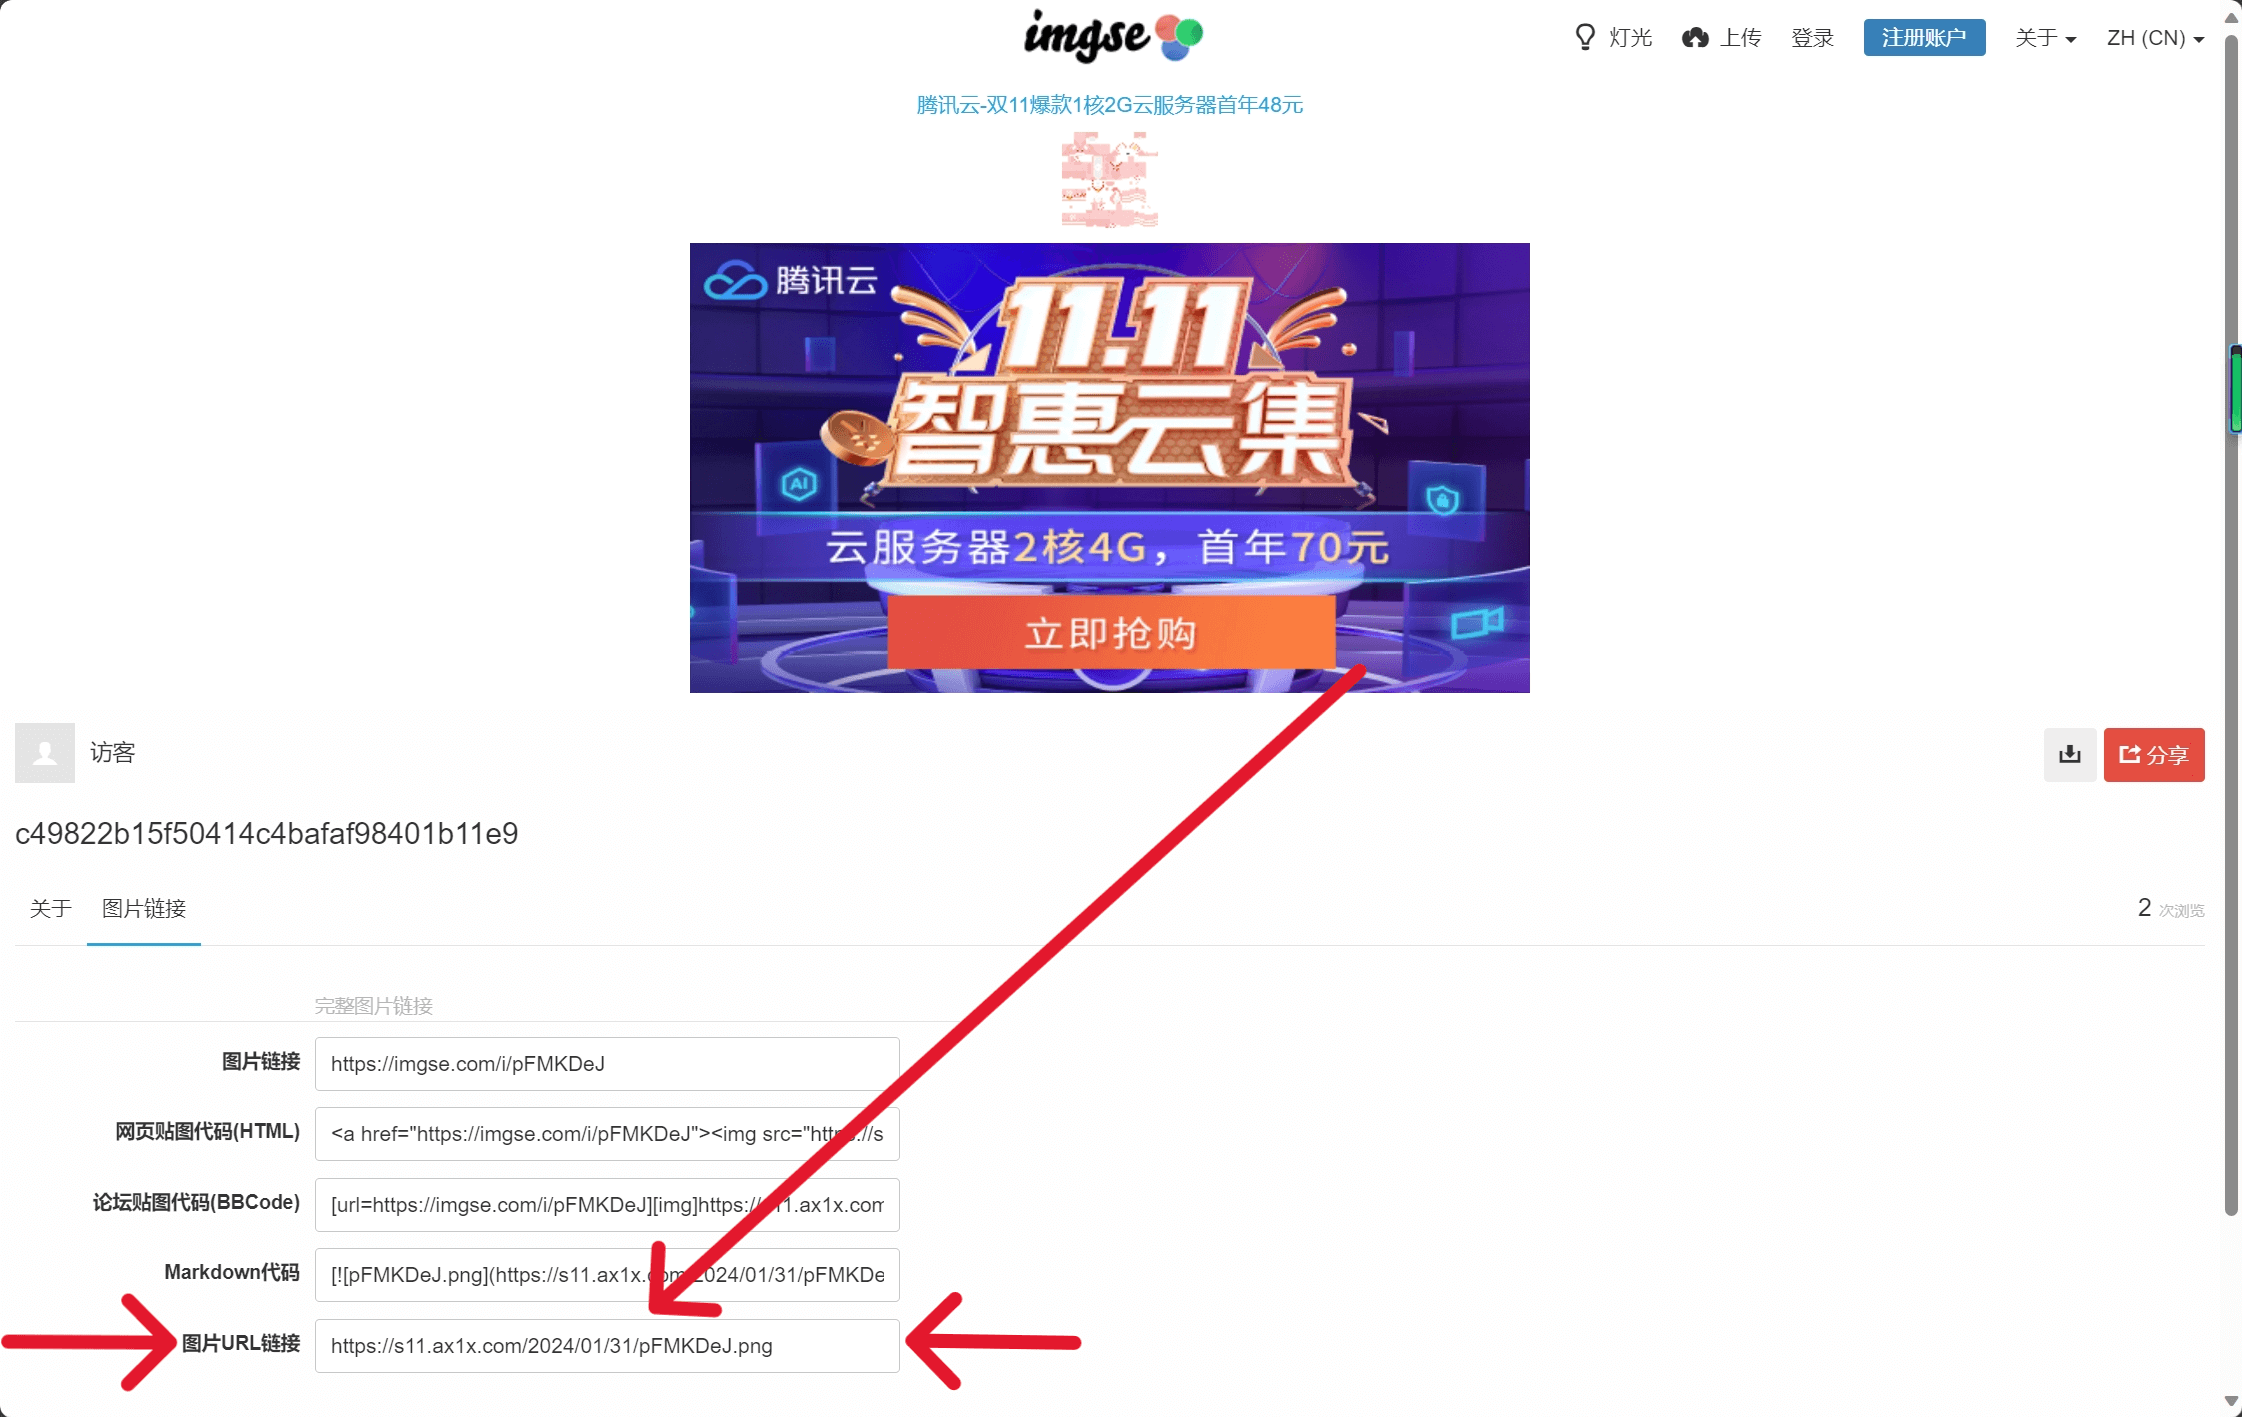 imgse
灯光
上传
登录
注册账户
关于
ZH (CN)
腾讯云-双11爆款1核2G云服务器首年48元
腾讯云
11.11
智惠云集
AI
云服务器2核4G，首年70元
立即抢购
访客
分享
c49822b15f50414c4bafaf98401b11e9
关于
图片链接
2 次浏览
完整图片链接
图片链接
https://imgse.com/i/pFMKDeJ
网页贴图代码(HTML)
<a href="https://imgse.com/i/pFMKDeJ"><img src="https://s
论坛贴图代码(BBCode)
[url=https://imgse.com/i/pFMKDeJ][img]https://s11.ax1x.com
Markdown代码
[![pFMKDeJ.png](https://s11.ax1x.com/2024/01/31/pFMKDe
图片URL链接
https://s11.ax1x.com/2024/01/31/pFMKDeJ.png